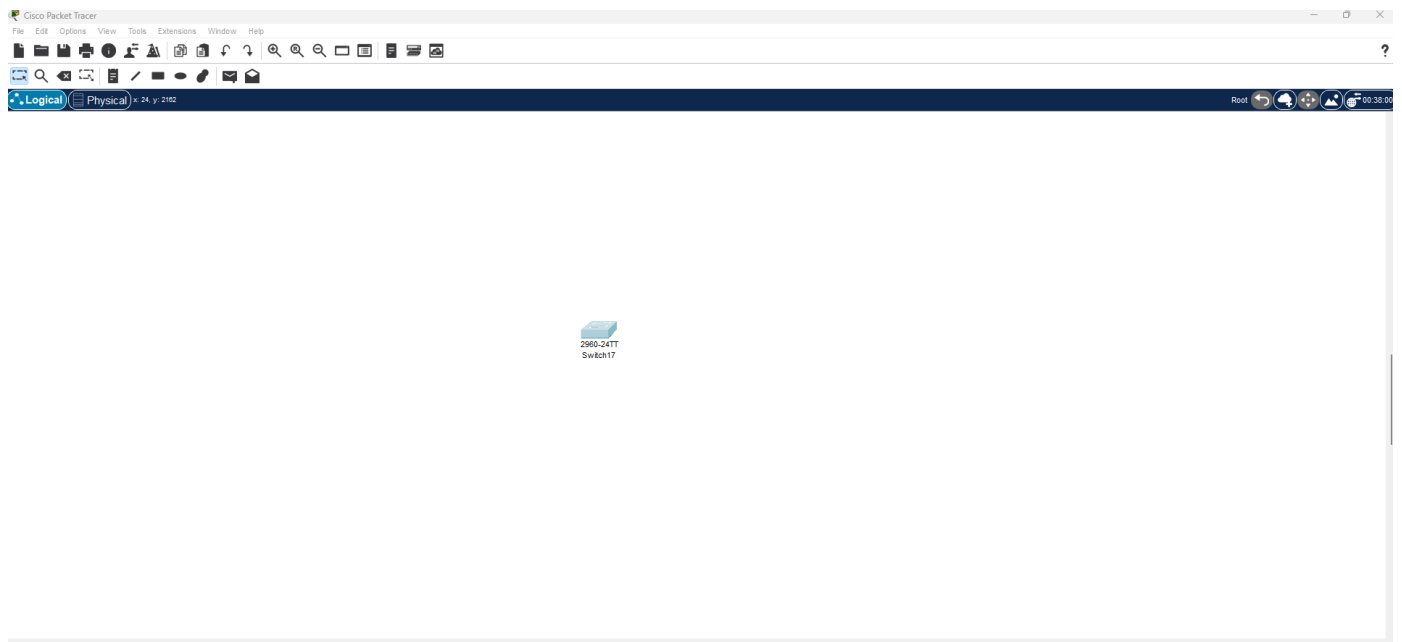 Cisco Packet Tracer
File Edit Options View Tools Extensions Window Help
?
Logical Physical x: 24, y: 2162 Root 00:38:00
2960-24TT
Switch17